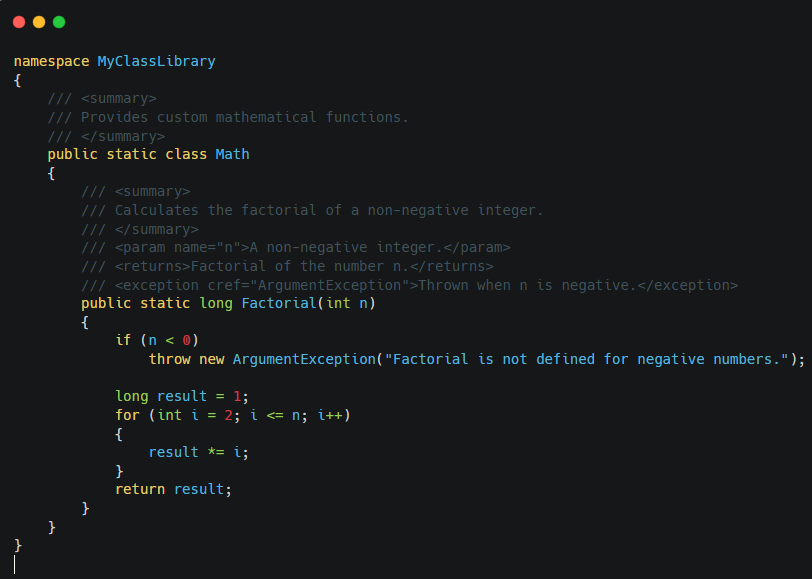 namespace MyClassLibrary
{
    /// <summary>
    /// Provides custom mathematical functions.
    /// </summary>
    public static class Math
    {
        /// <summary>
        /// Calculates the factorial of a non-negative integer.
        /// </summary>
        /// <param name="n">A non-negative integer.</param>
        /// <returns>Factorial of the number n.</returns>
        /// <exception cref="ArgumentException">Thrown when n is negative.</exception>
        public static long Factorial(int n)
        {
            if (n < 0)
                throw new ArgumentException("Factorial is not defined for negative numbers.");

            long result = 1;
            for (int i = 2; i <= n; i++)
            {
                result *= i;
            }
            return result;
        }
    }
}